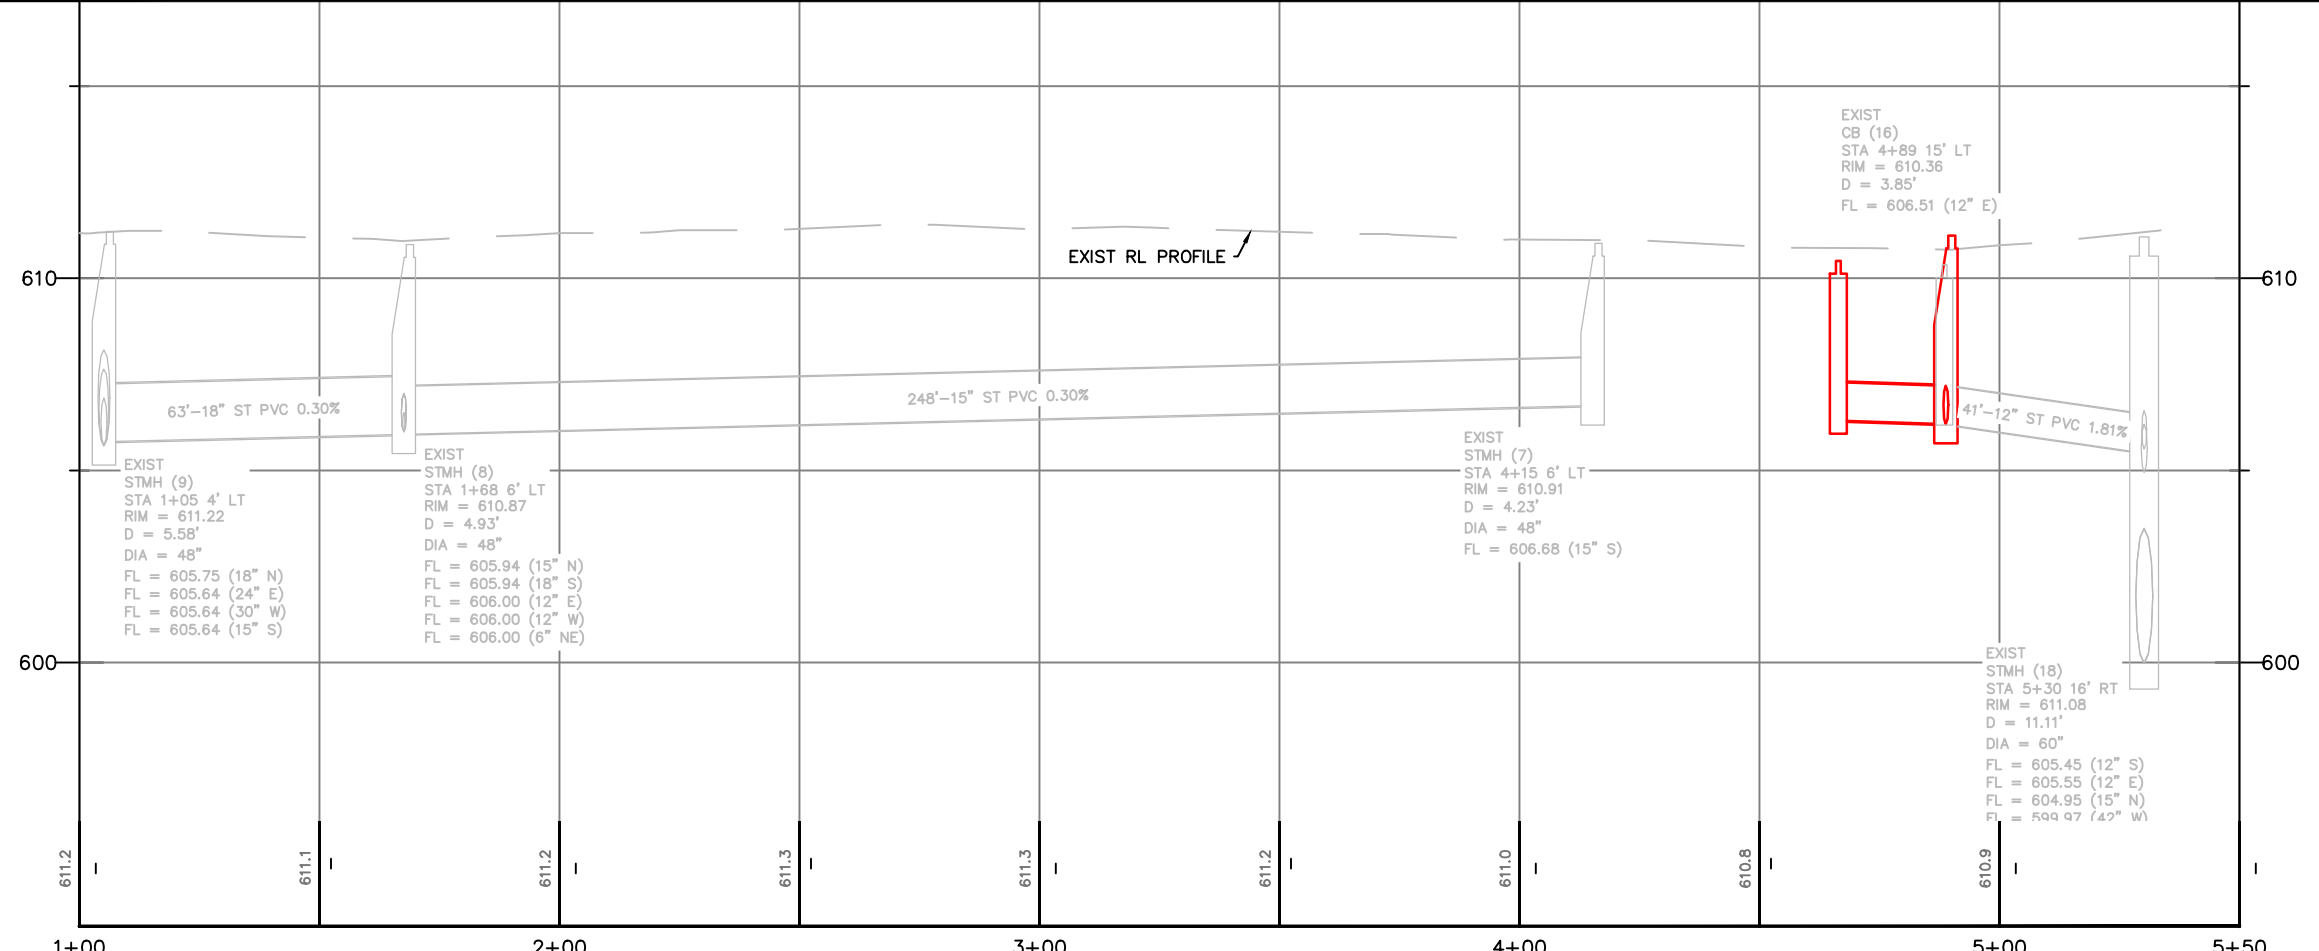 EXIST
CB (16)
STA 4+89 15' LT
RIM = 610.36
D = 3.85'
FL = 606.51 (12" E)
EXIST RL PROFILE
610
610
63'-18" ST PVC 0.30%
248'-15" ST PVC 0.30%
41'-12" ST PVC 1.81%
EXIST
STMH (9)
STA 1+05 4' LT
RIM = 611.22
D = 5.58'
DIA = 48"
FL = 605.75 (18" N)
FL = 605.64 (24" E)
FL = 605.64 (30" W)
FL = 605.64 (15" S)
EXIST
STMH (8)
STA 1+68 6' LT
RIM = 610.87
D = 4.93'
DIA = 48"
FL = 605.94 (15" N)
FL = 605.94 (18" S)
FL = 606.00 (12" E)
FL = 606.00 (12" W)
FL = 606.00 (6" NE)
EXIST
STMH (7)
STA 4+15 6' LT
RIM = 610.91
D = 4.23'
DIA = 48"
FL = 606.68 (15" S)
600
600
EXIST
STMH (18)
STA 5+30 16' RT
RIM = 611.08
D = 11.11'
DIA = 60"
FL = 605.45 (12" S)
FL = 605.55 (12" E)
FL = 604.95 (15" N)
FL = 599.97 (42" W)
611.2
611.1
611.2
611.3
611.3
611.2
611.0
610.8
610.9
1+00
2+00
3+00
4+00
5+00
5+50